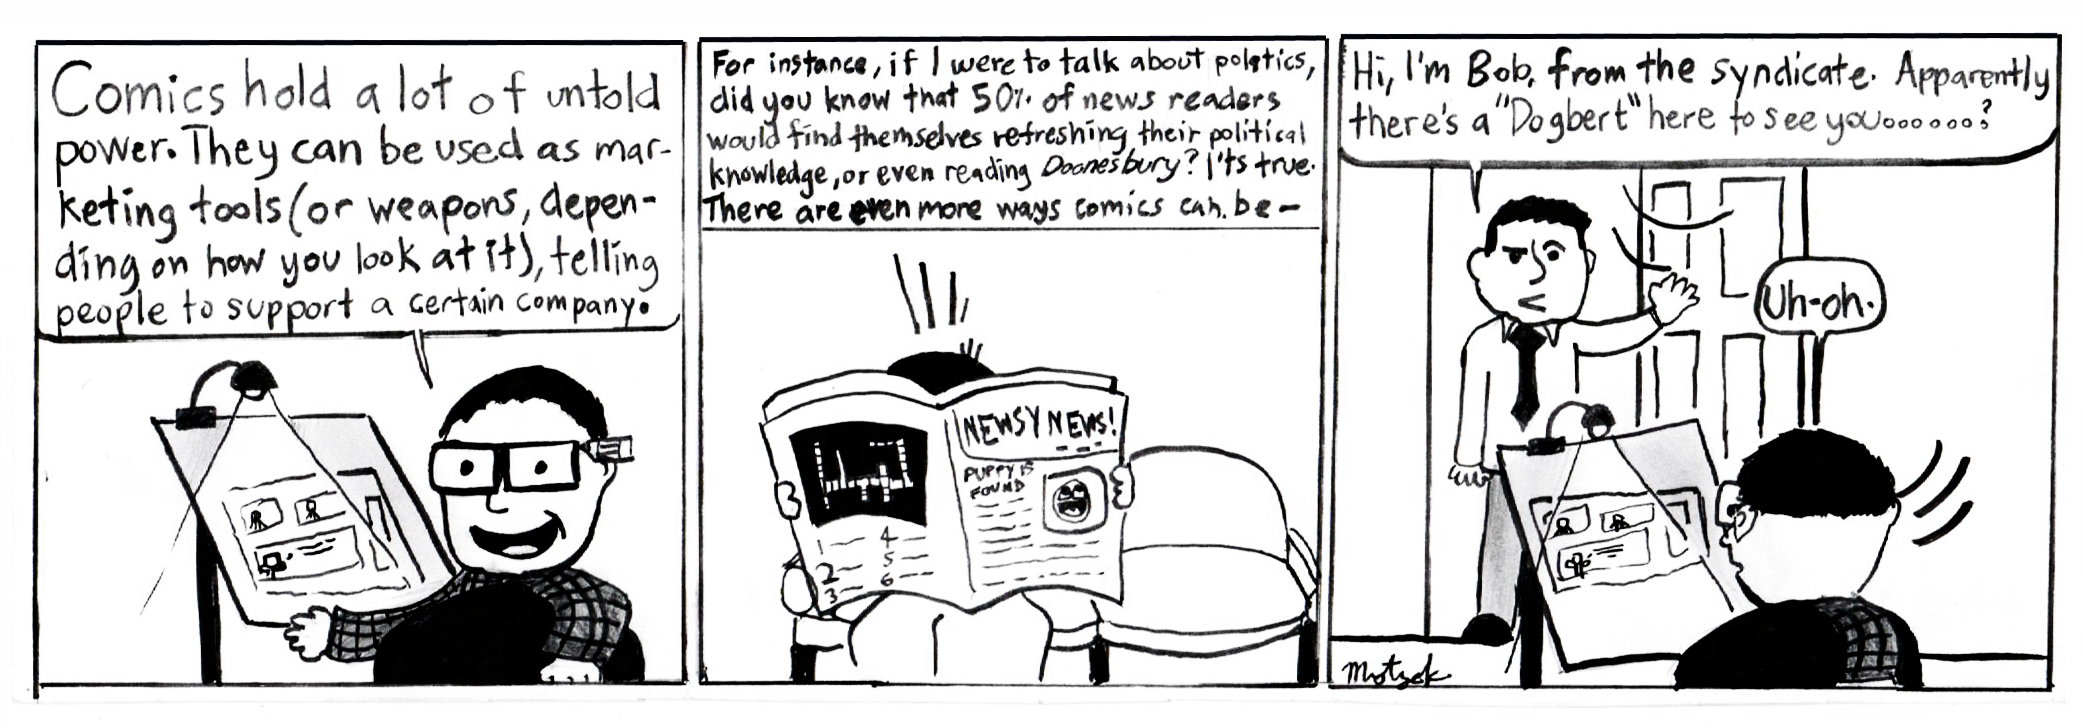 Comics hold a lot of untold
power. They can be used as mar-
keting tools (or weapons, depen-
ding on how you look at it), telling
people to support a certain company.
For instance, if I were to talk about poletics,
did you know that 50% of news readers
would find themselves refreshing their political
knowledge, or even reading Doonesbury? I'ts true.
There are even more ways comics can be-
NEWSY NEWS!
PUPPY IS
FOUND
1
2
3
4
5
6
Hi, I'm Bob, from the syndicate. Apparently
there's a "Dogbert" here to see you.......?
Uh-oh.